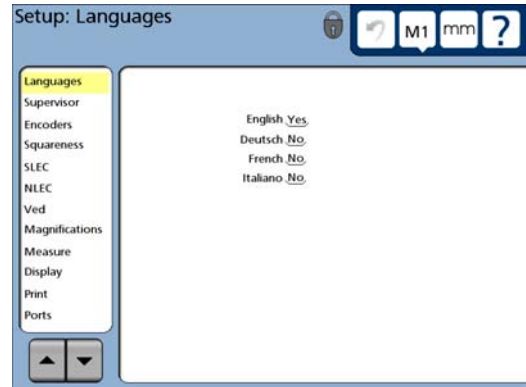 Setup: Languages
M1
mm
?
Languages
Supervisor
Encoders
Squareness
SLEC
NLEC
Ved
Magnifications
Measure
Display
Print
Ports
English Yes
Deutsch No
French No
Italiano No